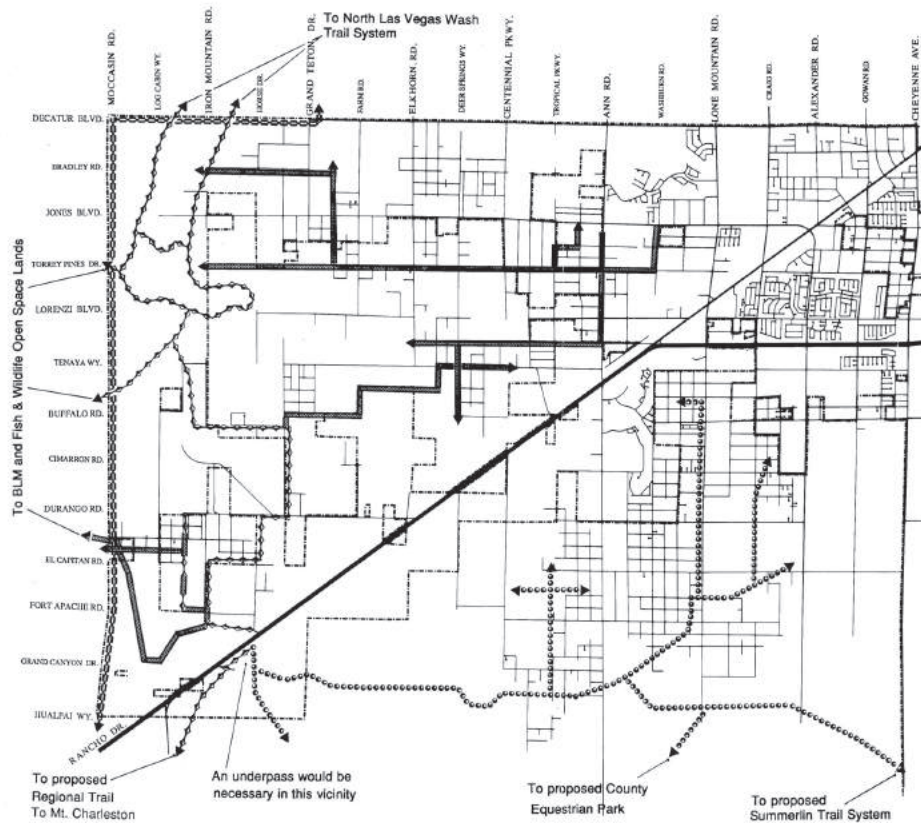 To North Las Vegas Wash
Trail System
MOCCASIN RD.
LOG CABIN WY.
IRON MOUNTAIN RD.
HORSE DR.
GRAND TETON DR.
FARM RD.
ELKHORN RD.
DEER SPRINGS WY.
CENTENNIAL PKWY.
TROPICAL PKWY.
ANN RD.
WASHBURN RD.
LONE MOUNTAIN RD.
CRAIG RD.
ALEXANDER RD.
GOWAN RD.
CHEYENNE AVE.
DECATUR BLVD.
BRADLEY RD.
JONES BLVD.
TORREY PINES DR.
LORENZI BLVD.
TENAYA WY.
BUFFALO RD.
CIMARRON RD.
DURANGO RD.
EL CAPITAN RD.
FORT APACHE RD.
GRAND CANYON DR.
HUALPAI WY.
RANCHO DR.
To BLM and Fish & Wildlife Open Space Lands
To proposed
Regional Trail
To Mt. Charleston
An underpass would be
necessary in this vicinity
To proposed County
Equestrian Park
To proposed
Summerlin Trail System